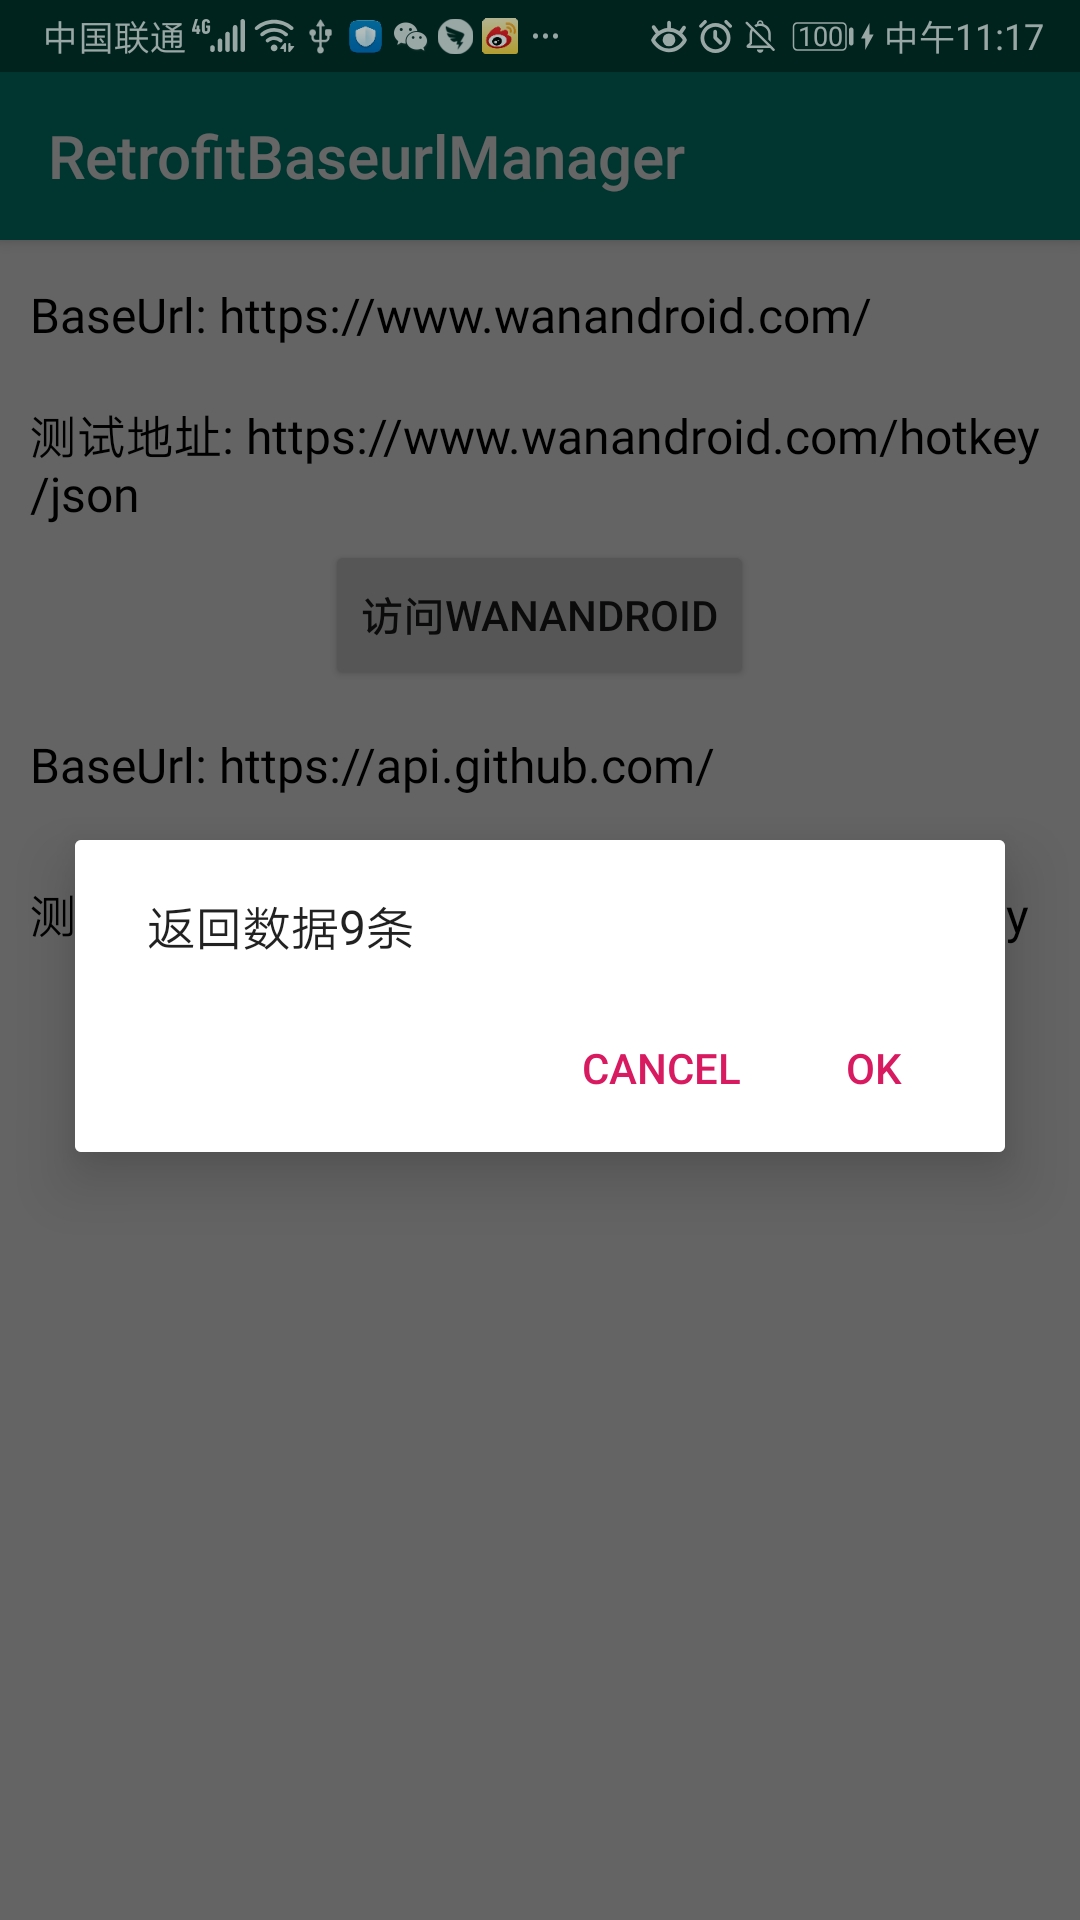 中国联通 4G 100 中午11:17
RetrofitBaseurlManager
BaseUrl: https://www.wanandroid.com/
测试地址: https://www.wanandroid.com/hotkey
/json
访问WANANDROID
BaseUrl: https://api.github.com/
测 y
返回数据9条
CANCEL OK